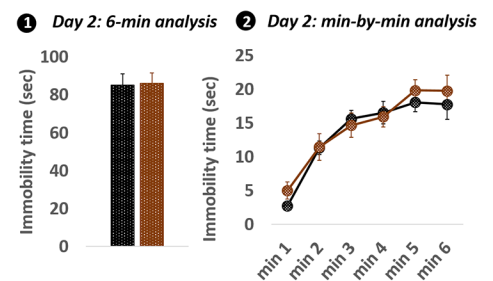 1 Day 2: 6-min analysis
Immobility time (sec)
100
80
60
40
20
0
2 Day 2: min-by-min analysis
Immobility time (sec)
25
20
15
10
5
0
min 1
min 2
min 3
min 4
min 5
min 6